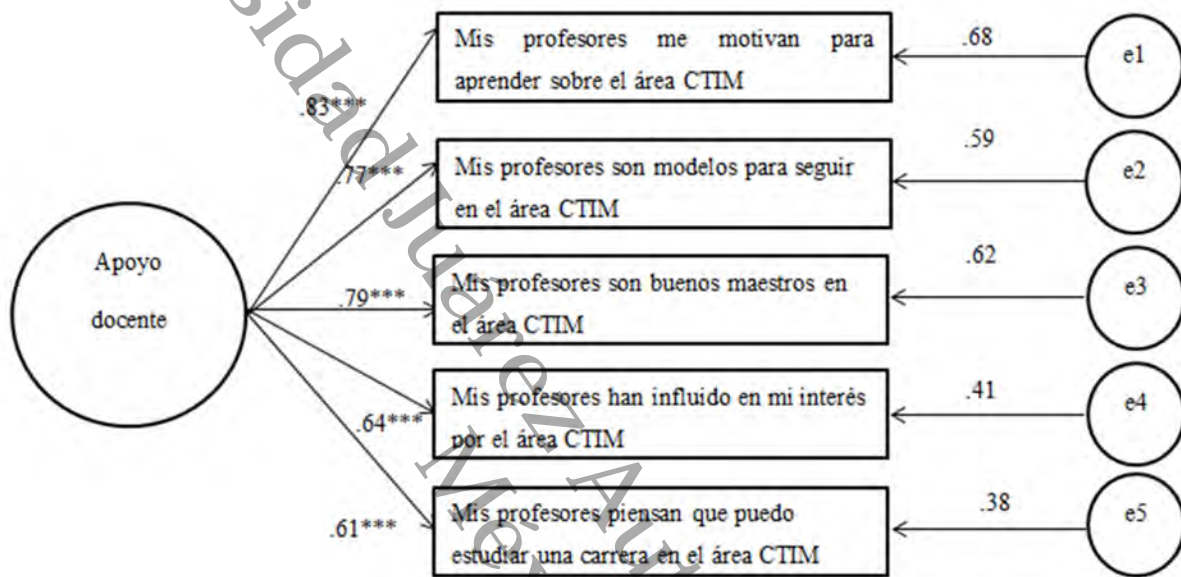 Mis profesores me motivan para
aprender sobre el área CTIM
.68
e1
.83***
Mis profesores son modelos para seguir
en el área CTIM
.59
e2
.77***
Apoyo
docente
Mis profesores son buenos maestros en
el área CTIM
.62
e3
.79***
Mis profesores han influido en mi interés
por el área CTIM
.41
e4
.64***
Mis profesores piensan que puedo
estudiar una carrera en el área CTIM
.38
e5
.61***
Juárez